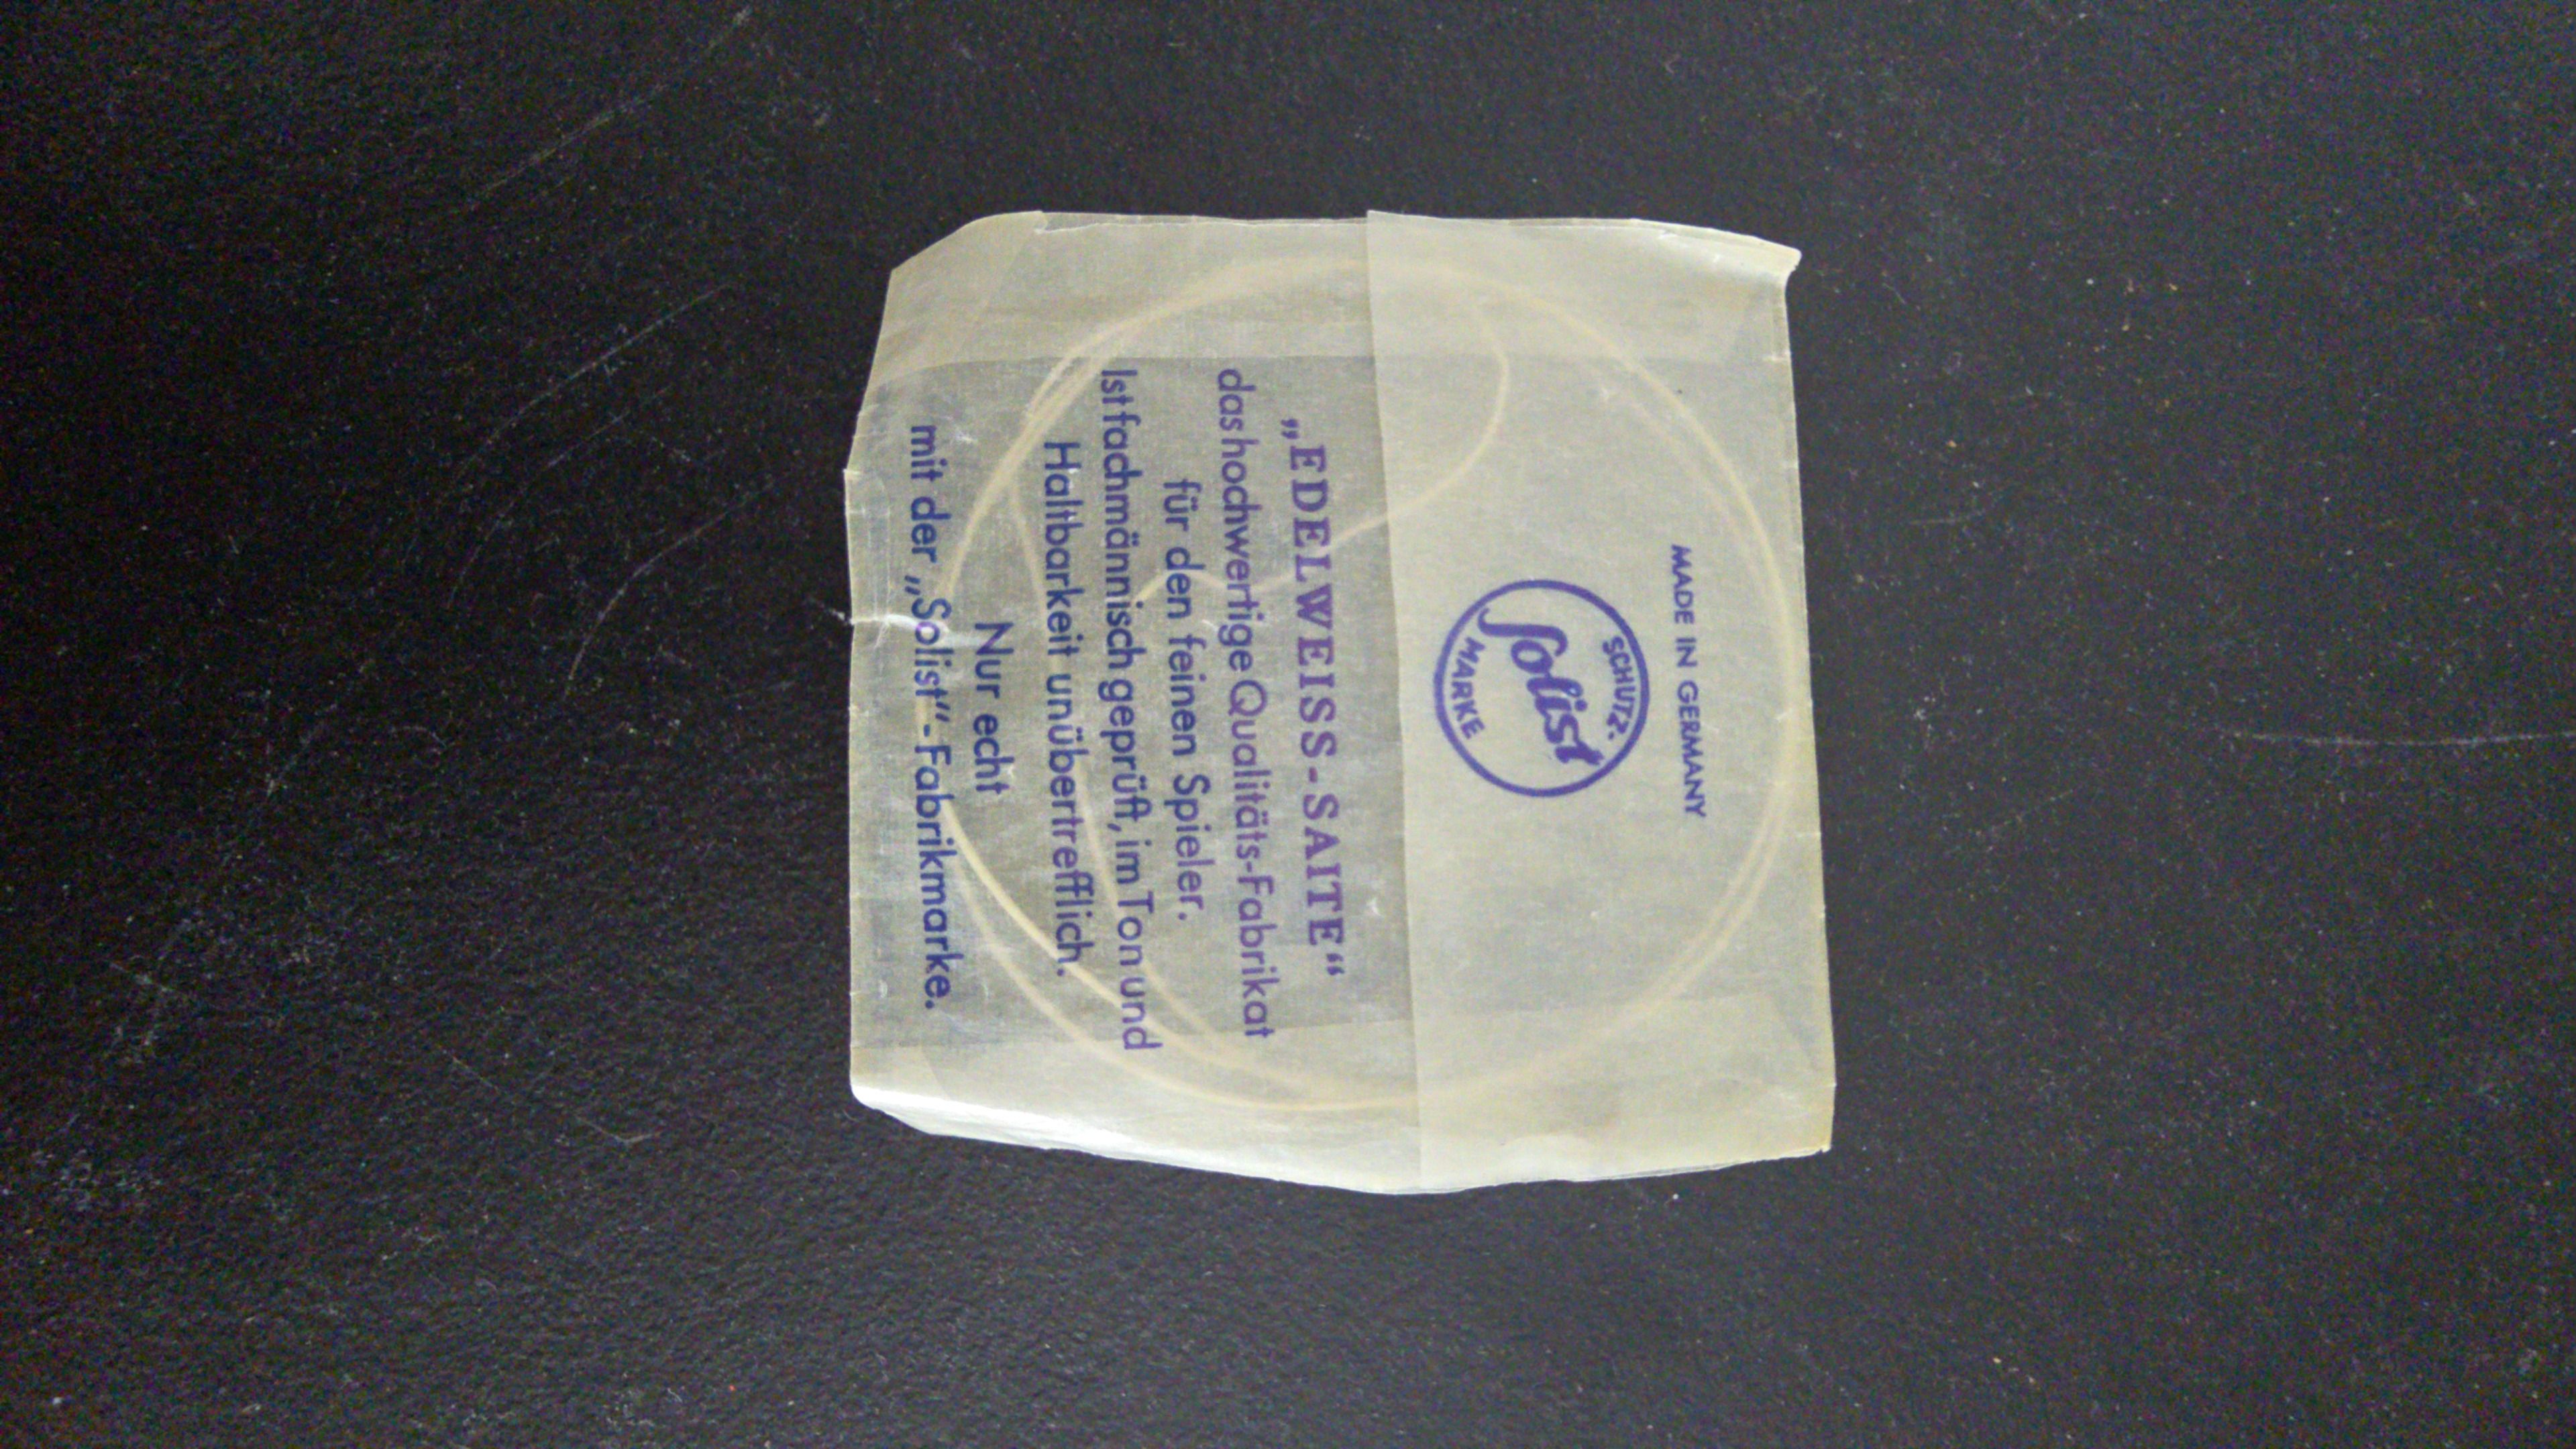 MADE IN GERMANY
SCHUTZ-
Solist
MARKE
„EDELWEISS-SAITE“
das hochwertige Qualitäts-Fabrikat
für den feinen Spieler.
Ist fachmännisch geprüft, im Ton und
Haltbarkeit unübertrefflich.
Nur echt
mit der „Solist“-Fabrikmarke.